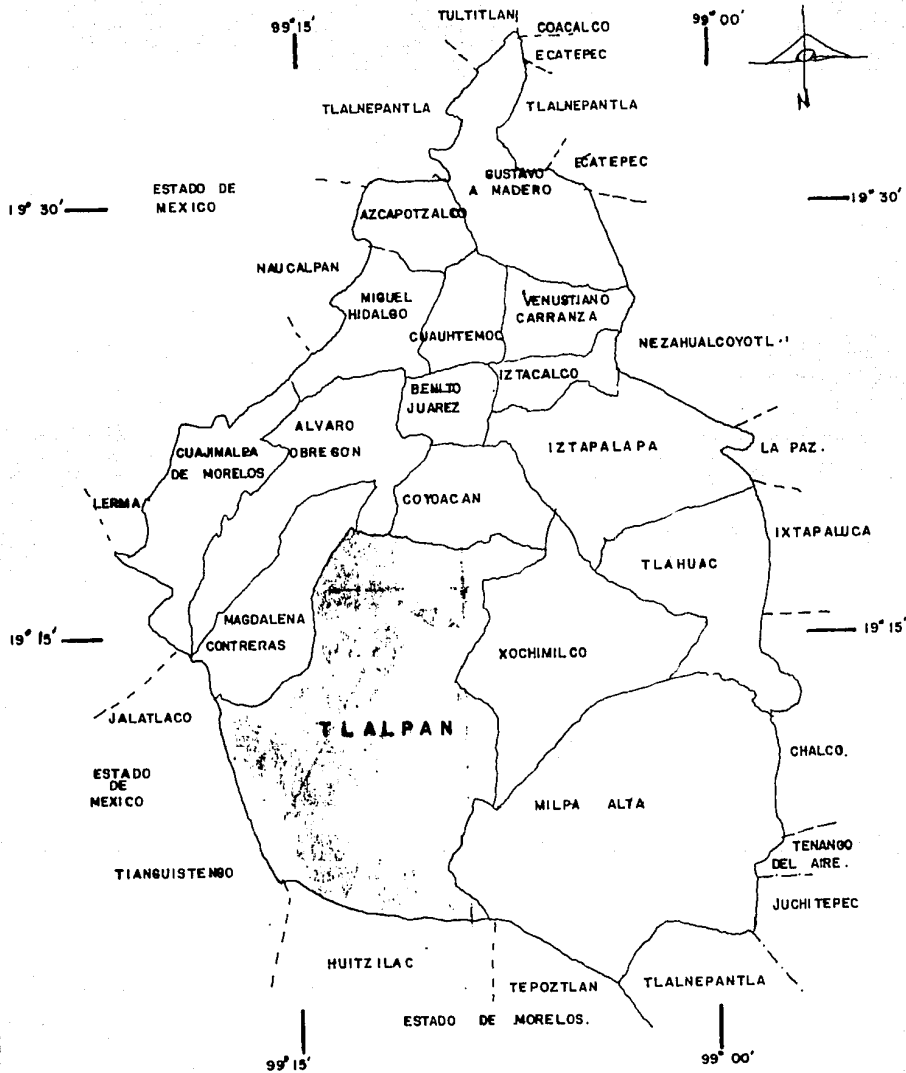 TULTITLAN
COACALCO
99° 15'
99° 00'
ECATEPEC
TLALNEPANTLA
TLALNEPANTLA
N
ECATEPEC
GUSTAVO
A MADERO
ESTADO DE
MEXICO
19° 30'
19° 30'
AZCAPOTZALCO
NAUCALPAN
MIGUEL
HIDALGO
VENUSTIANO
CARRANZA
CUAUHTEMOC
NEZAHUALCOYOTL
IZTACALCO
BENITO
JUAREZ
ALVARO
OBREGON
IZTAPALAPA
LA PAZ.
CUAJIMALPA
DE MORELOS
LERMA
COYOACAN
IXTAPALUCA
TLAHUAC
MAGDALENA
CONTRERAS
19° 15'
19° 15'
XOCHIMILCO
JALATLACO
TLALPAN
CHALCO.
ESTADO
DE
MEXICO
MILPA ALTA
TENANGO
DEL AIRE.
TIANGUISTENGO
JUCHITEPEC
HUITZILAC
TEPOZTLAN
TLALNEPANTLA
ESTADO DE MORELOS.
99° 15'
99° 00'